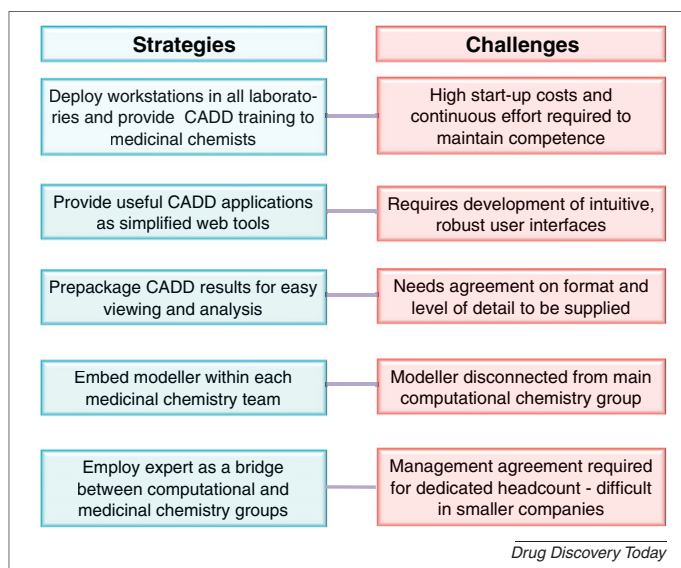 Strategies
Challenges
Deploy workstations in all laborato-
ries and provide CADD training to
medicinal chemists
High start-up costs and
continuous effort required to
maintain competence
Provide useful CADD applications
as simplified web tools
Requires development of intuitive,
robust user interfaces
Prepackage CADD results for easy
viewing and analysis
Needs agreement on format and
level of detail to be supplied
Embed modeller within each
medicinal chemistry team
Modeller disconnected from main
computational chemistry group
Employ expert as a bridge
between computational and
medicinal chemistry groups
Management agreement required
for dedicated headcount - difficult
in smaller companies
Drug Discovery Today